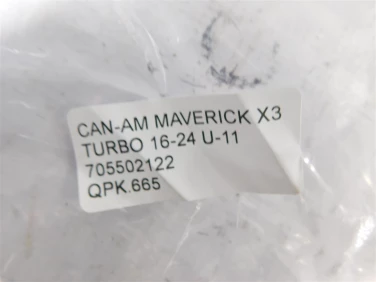 CAN-AM MAVERICK X3
TURBO 16-24 U-11
705502122
QPK.665